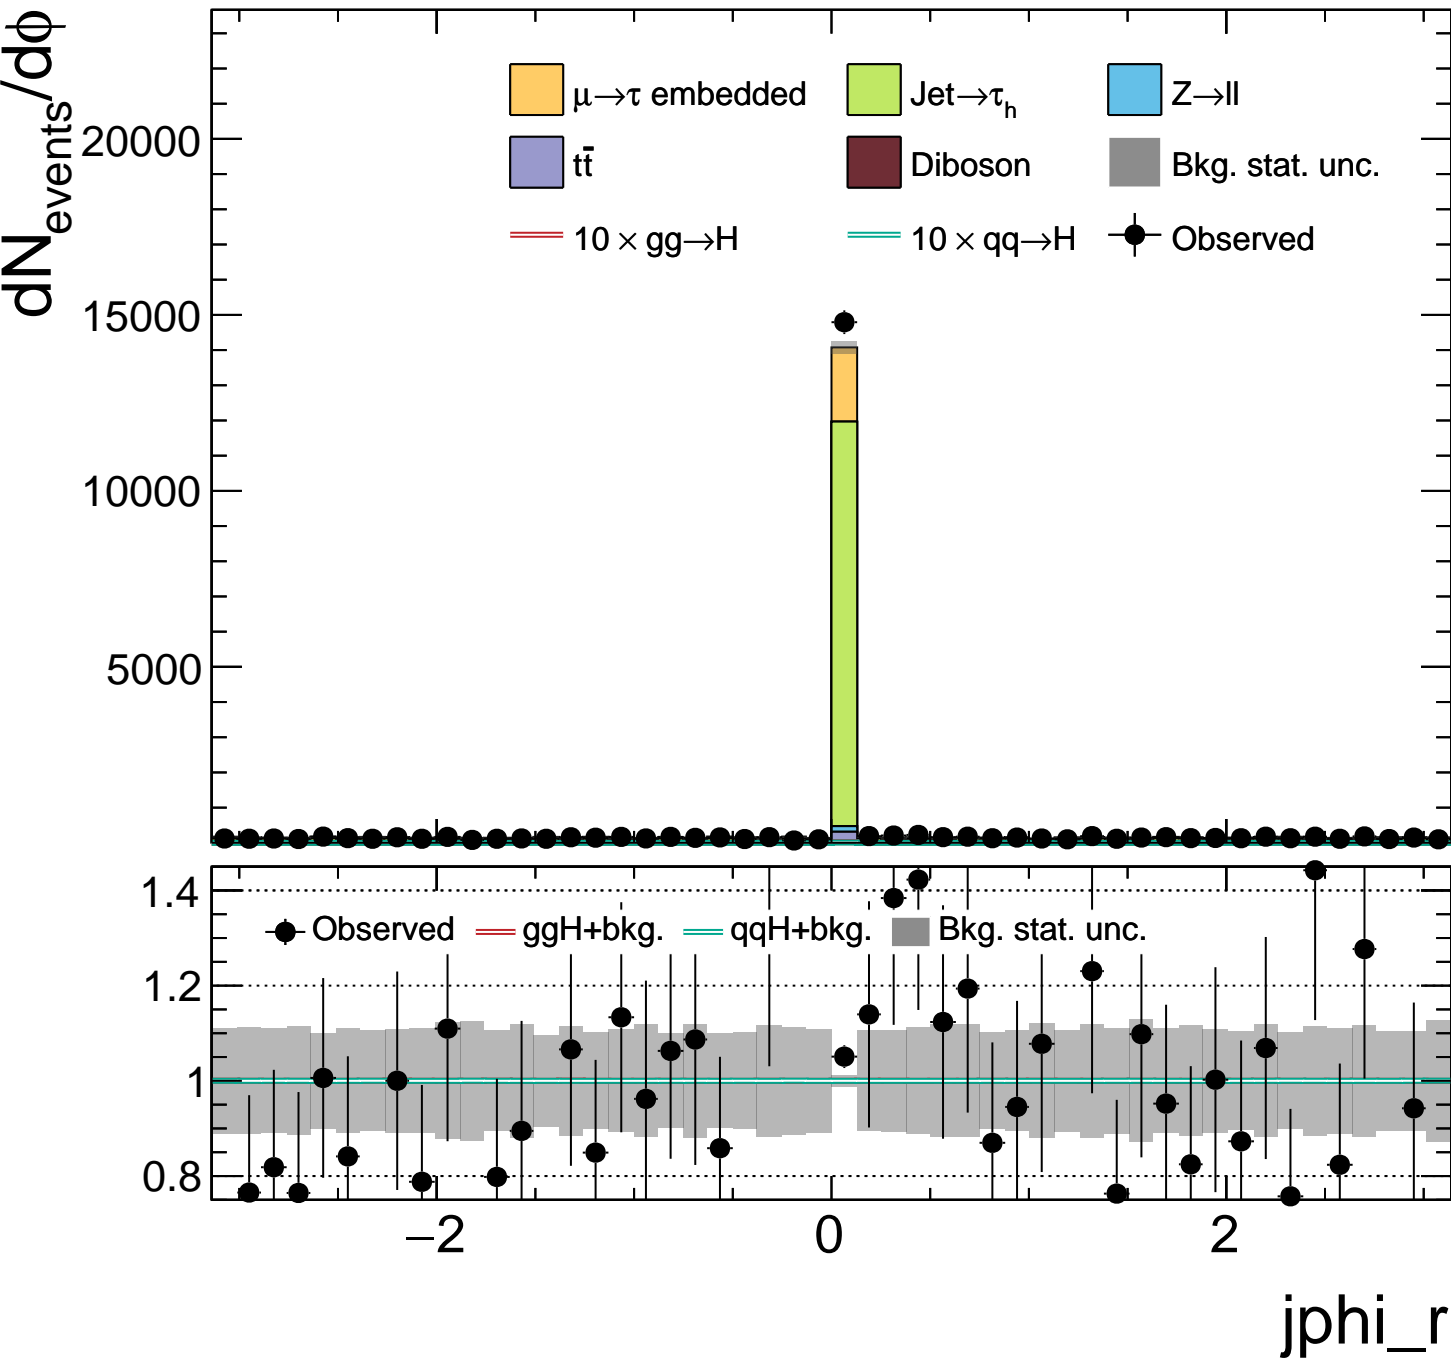 dN_events/dϕ
μ→τ embedded Jet→τ_h Z→ll
tt̄ Diboson Bkg. stat. unc.
10 × gg→H 10 × qq→H Observed
20000
15000
10000
5000
1.4
Observed ggH+bkg. qqH+bkg. Bkg. stat. unc.
1.2
1
0.8
−2 0 2
jphi_r